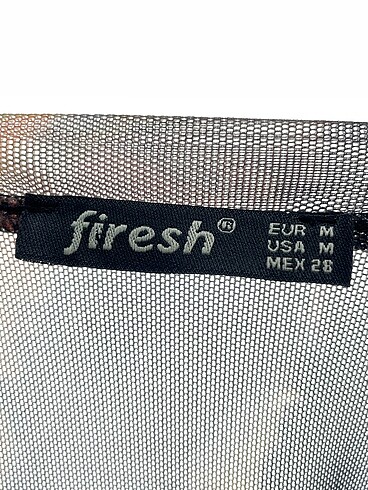 firesh®
EUR M
USA M
MEX 28